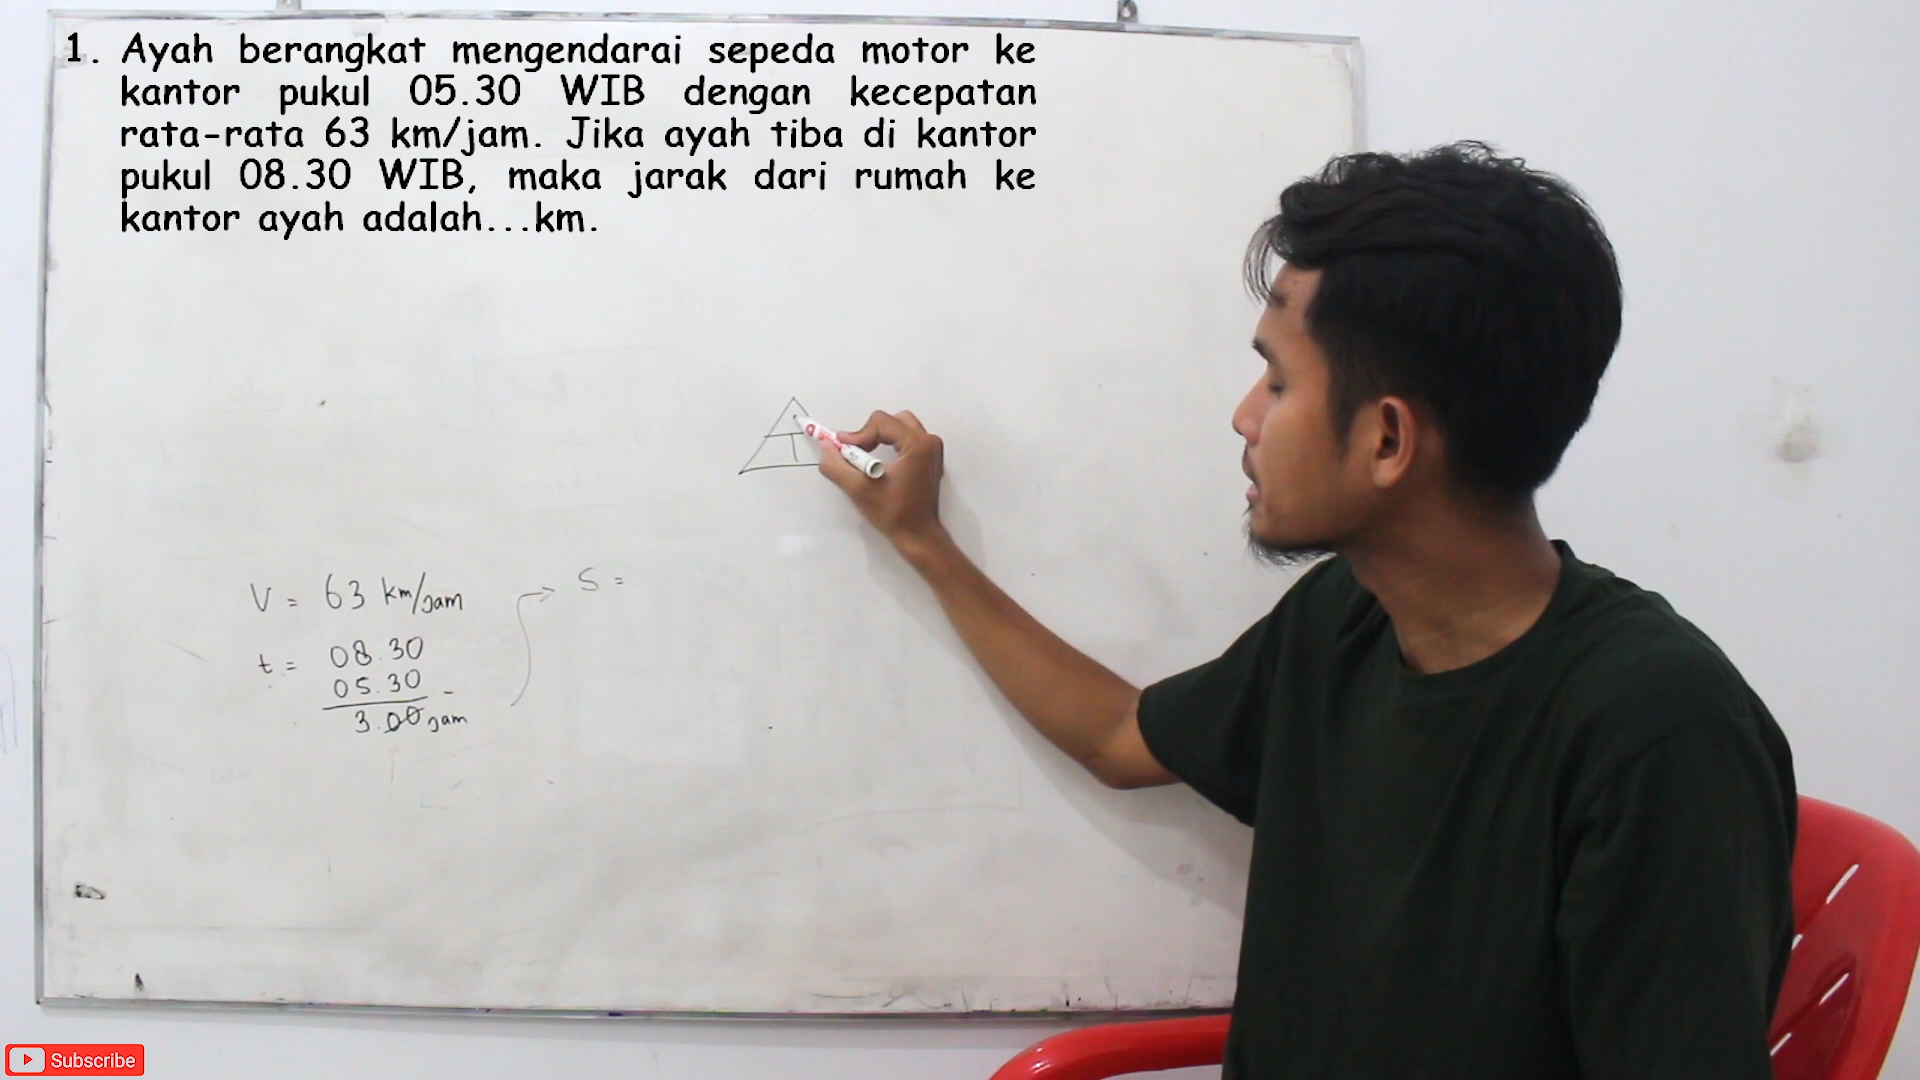 1. Ayah berangkat mengendarai sepeda motor ke
kantor pukul 05.30 WIB dengan kecepatan
rata-rata 63 km/jam. Jika ayah tiba di kantor
pukul 08.30 WIB, maka jarak dari rumah ke
kantor ayah adalah...km.
V = 63 km/jam
S =
t = 08.30
05.30 -
3.00 jam
Subscribe